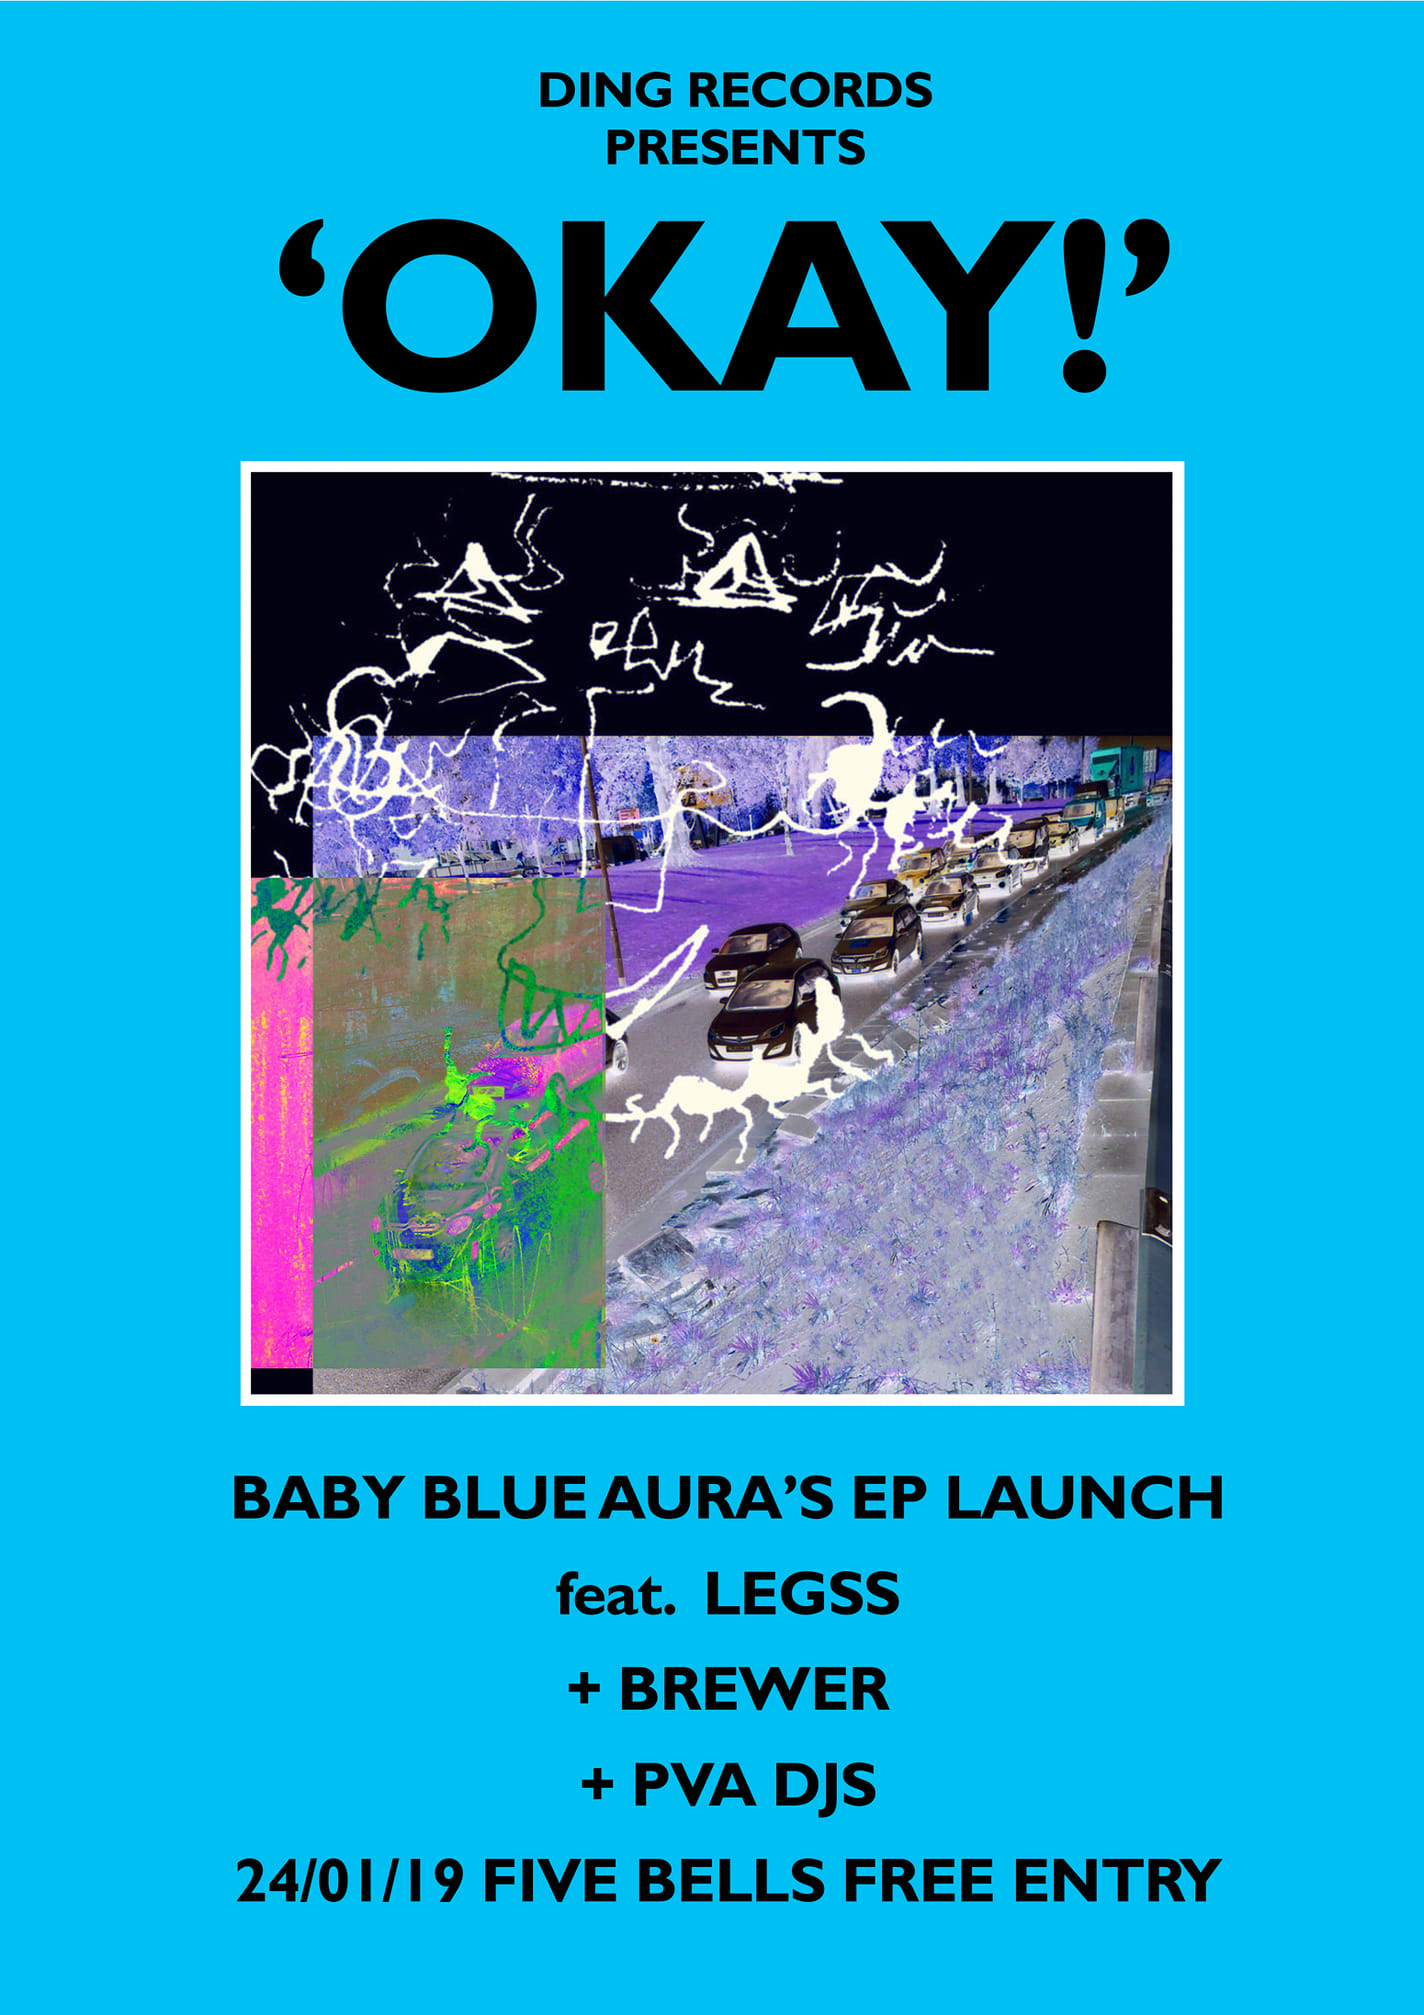 DING RECORDS
PRESENTS
‘OKAY!’
BABY BLUE AURA’S EP LAUNCH
feat. LEGSS
+ BREWER
+ PVA DJS
24/01/19 FIVE BELLS FREE ENTRY